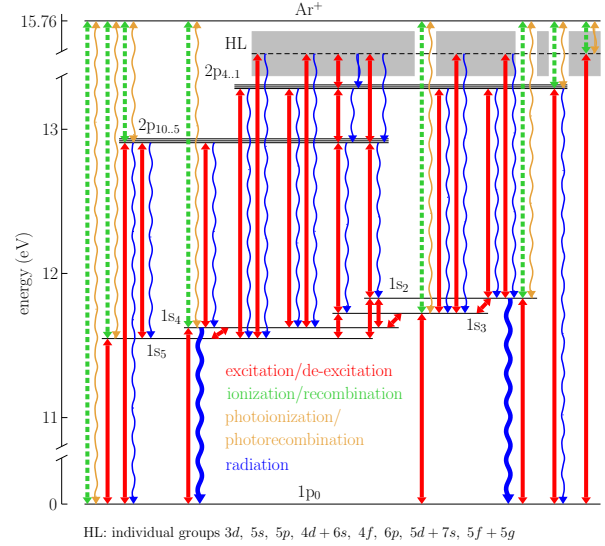 Ar⁺
15.76
HL
2p₄..₁
2p₁₀..₅
13
energy (eV)
12
1s₂
1s₄
1s₃
1s₅
excitation/de-excitation
ionization/recombination
photoionization/
photorecombination
radiation
11
1p₀
0
HL: individual groups 3d, 5s, 5p, 4d + 6s, 4f, 6p, 5d + 7s, 5f + 5g